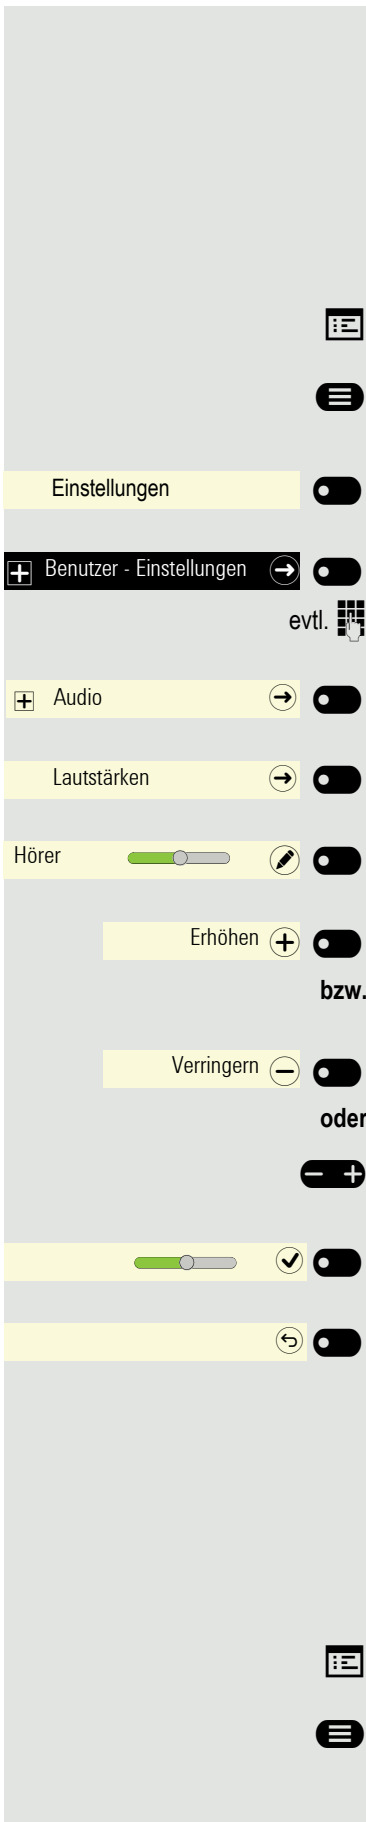 Einstellungen
Benutzer - Einstellungen
evtl.
Audio
Lautstärken
Hörer
Erhöhen
bzw.
Verringern
oder